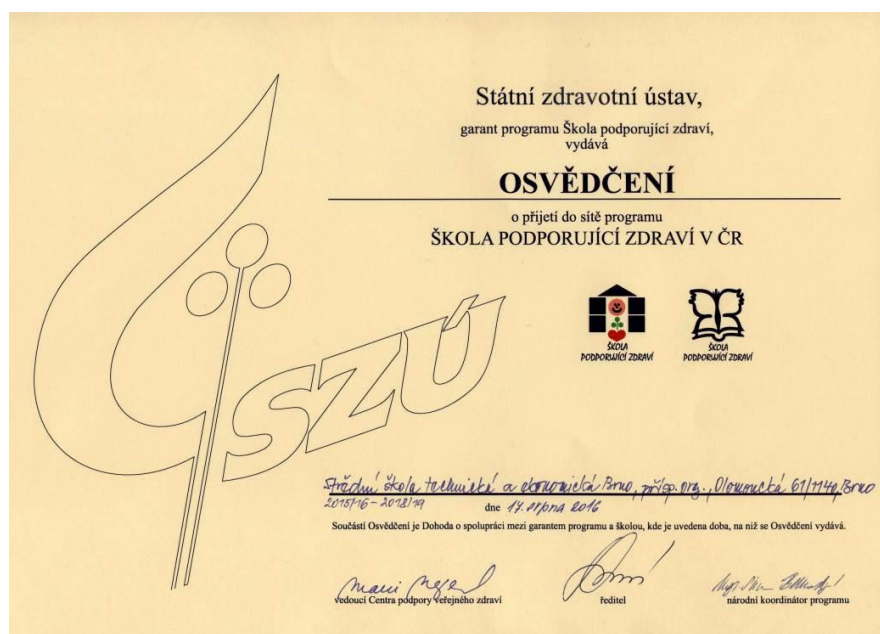 Státní zdravotní ústav,
garant programu Škola podporující zdraví,
vydává
OSVĚDČENÍ
o přijetí do sítě programu
ŠKOLA PODPORUJÍCÍ ZDRAVÍ V ČR
ŠKOLA
PODPORUJÍCÍ ZDRAVÍ
ŠKOLA
PODPORUJÍCÍ ZDRAVÍ
SZÚ
Střední škola technická a ekonomická Brno, přísp. org., Olomoucká 61/1140, Brno
2015/16 - 2018/19 dne 17. srpna 2016
Součástí Osvědčení je Dohoda o spolupráci mezi garantem programu a školou, kde je uvedena doba, na niž se Osvědčení vydává.
vedoucí Centra podpory veřejného zdraví ředitel národní koordinátor programu